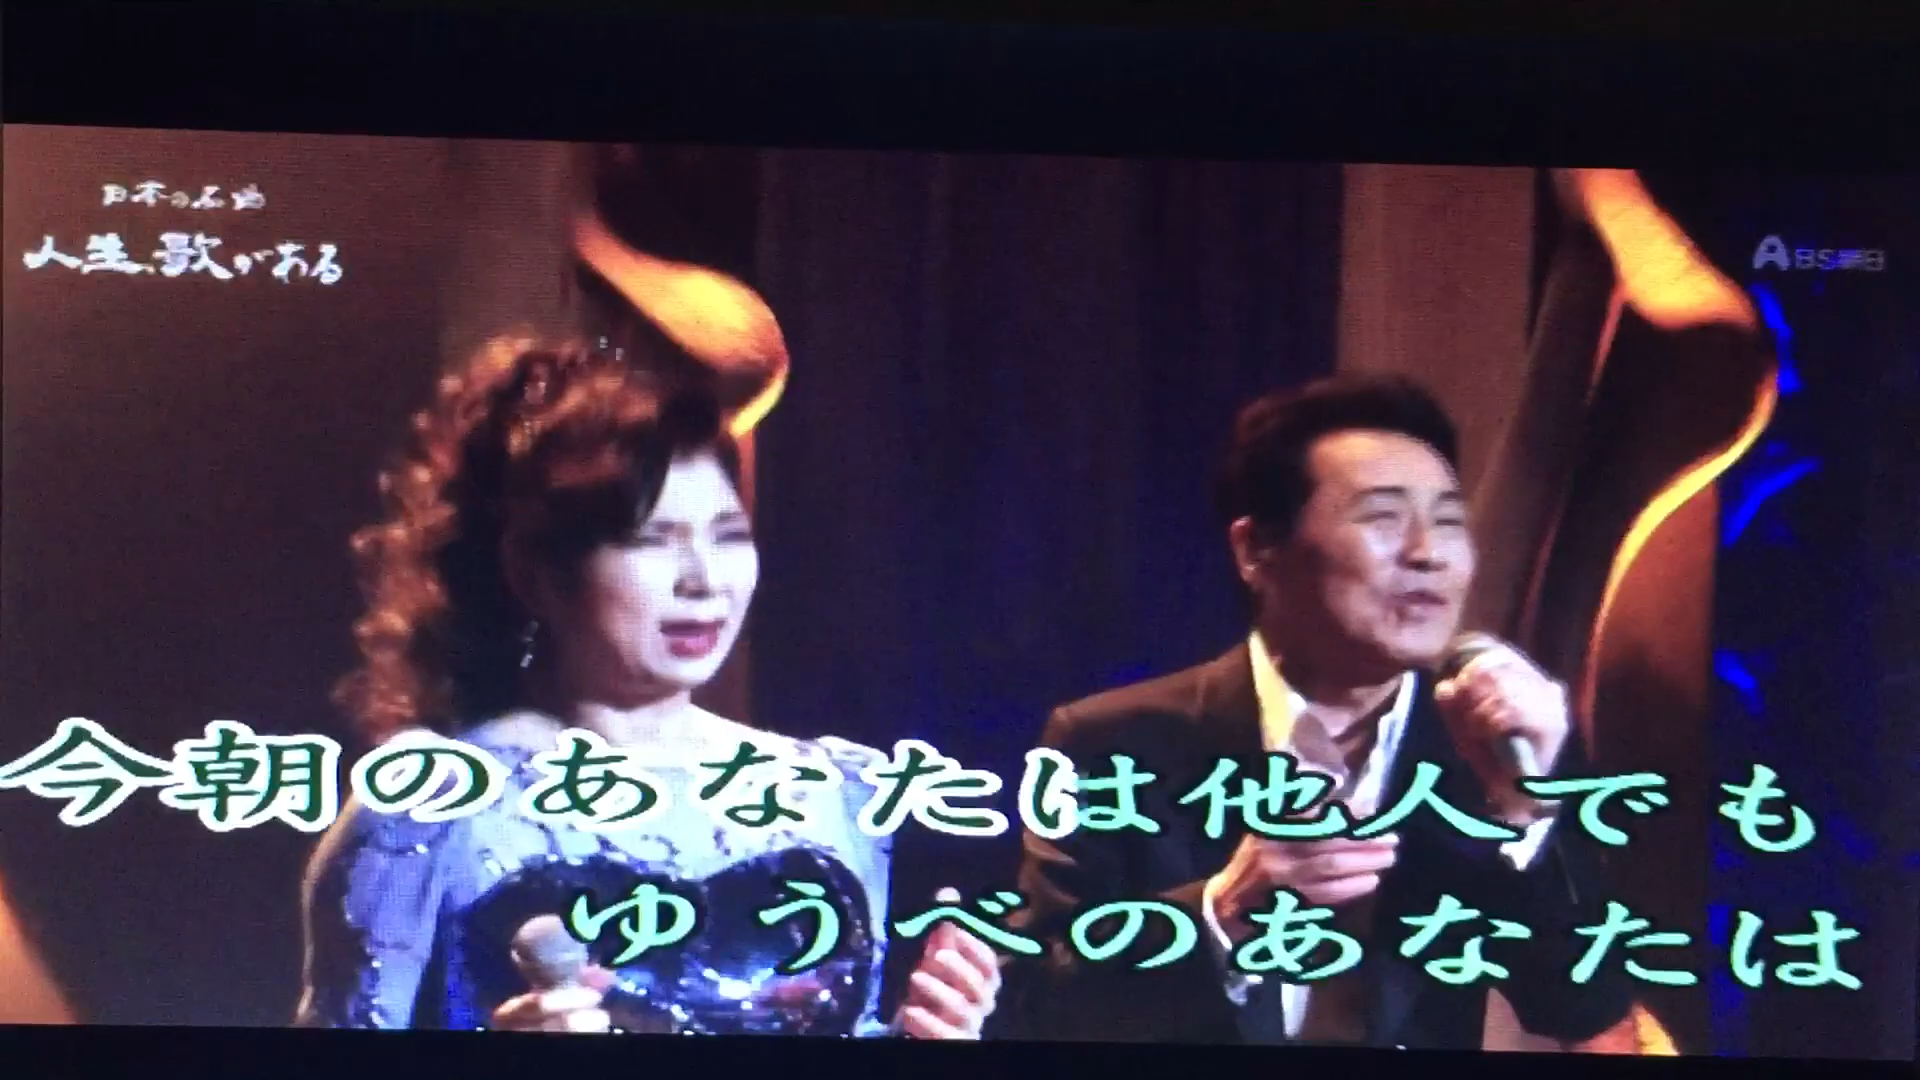 日本の名曲
人生、歌がある
BS朝日
今朝のあなたは他人でも
ゆうべのあなたは